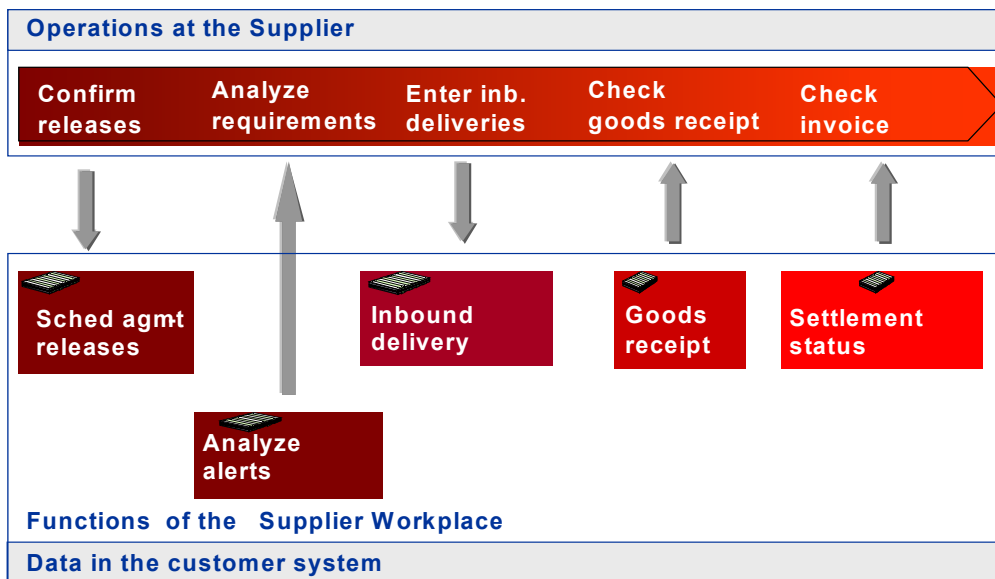 Operations at the Supplier
Confirm
releases
Analyze
requirements
Enter inb.
deliveries
Check
goods receipt
Check
invoice
Sched agm-t
releases
Inbound
delivery
Goods
receipt
Settlement
status
Analyze
alerts
Functions of the Supplier Workplace
Data in the customer system